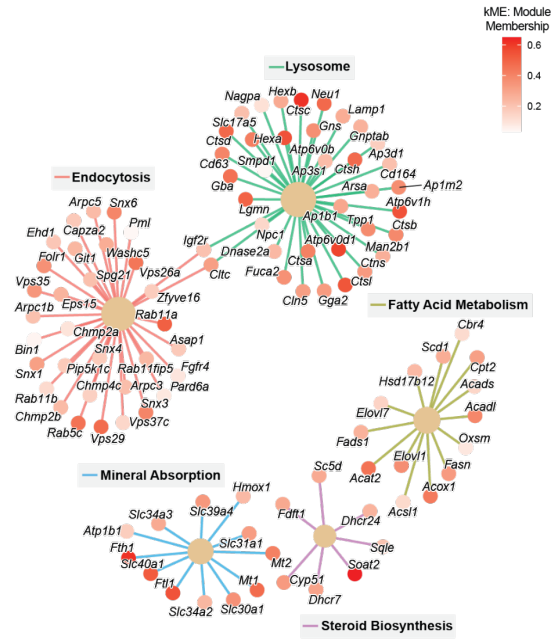 kME: Module
Membership
0.6
0.4
0.2
Lysosome
Hexb
Neu1
Nagpa
Ctsc
Lamp1
Slc17a5
Gns
Gnptab
Ctsd
Hexa
Atp6v0b
Ap3d1
Cd63
Smpd1
Ap3s1
Ctsh
Cd164
Gba
Arsa
Ap1m2
Lgmn
Ap1b1
Tpp1
Atp6v1h
Npc1
Atp6v0d1
Ctsb
Igf2r
Dnase2a
Man2b1
Cltc
Ctsa
Ctns
Fuca2
Ctsl
Cln5
Gga2
Endocytosis
Arpc5
Snx6
Capza2
Pml
Ehd1
Git1
Washc5
Folr1
Vps26a
Spg21
Vps35
Eps15
Zfyve16
Arpc1b
Rab11a
Chmp2a
Bin1
Snx4
Asap1
Snx1
Pip5k1c
Rab11fip5
Fgfr4
Rab11b
Chmp4c
Arpc3
Pard6a
Chmp2b
Snx3
Rab5c
Vps29
Vps37c
Fatty Acid Metabolism
Cbr4
Scd1
Cpt2
Hsd17b12
Acads
Elovl7
Acadl
Fads1
Oxsm
Elovl1
Fasn
Acat2
Acox1
Acsl1
Mineral Absorption
Hmox1
Slc39a4
Slc34a3
Atp1b1
Slc31a1
Fth1
Slc40a1
Mt2
Ftl1
Mt1
Slc34a2
Slc30a1
Sc5d
Fdft1
Dhcr24
Sqle
Cyp51
Soat2
Dhcr7
Steroid Biosynthesis